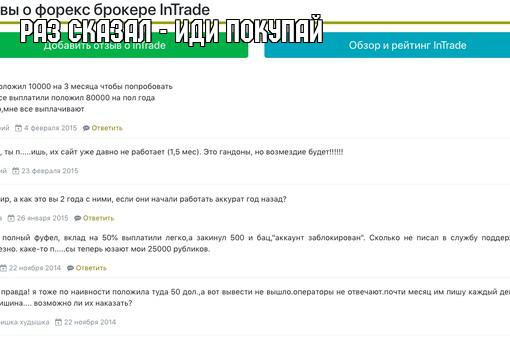 вы о форекс брокере InTrade
РАЗ СКАЗАЛ - ИДИ ПОКУПАЙ
Добавить отзыв о InTrade
Обзор и рейтинг InTrade
оложил 10000 на 3 месяца чтобы попробовать
се выплатили положил 80000 на пол года
о,мне все выплачивают
ий 4 февраля 2015 Ответить
, ты п.....ишь, их сайт уже давно не работает (1,5 мес). Это гандоны, но возмездие будет!!!!!!
ий 23 февраля 2015
ир, а как это вы 2 года с ними, если они начали работать аккурат год назад?
а 26 января 2015 Ответить
полный фуфел, вклад на 50% выплатили легко,а закинул 500 и бац,"аккаунт заблокирован". Сколько не писал в службу поддер
езно. каке-то п.....сы теперь юзают мои 25000 рубликов.
22 ноября 2014 Ответить
правда! я тоже по наивности положила туда 50 дол.,а вот вывести не вышло.операторы не отвечают.почти месяц им пишу каждый де
ишина.... возможно ли их наказать?
ишка худышка 22 ноября 2014